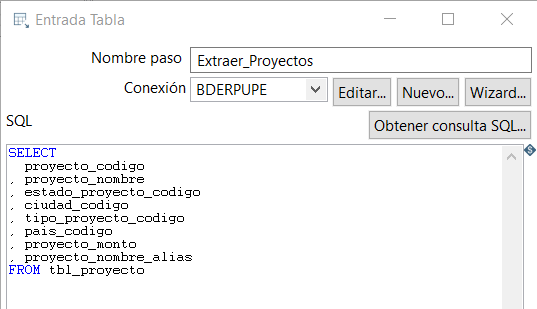 Entrada Tabla
Nombre paso Extraer_Proyectos
Conexión BDERPUPE Editar... Nuevo... Wizard...
SQL Obtener consulta SQL...
SELECT
  proyecto_codigo
, proyecto_nombre
, estado_proyecto_codigo
, ciudad_codigo
, tipo_proyecto_codigo
, pais_codigo
, proyecto_monto
, proyecto_nombre_alias
FROM tbl_proyecto